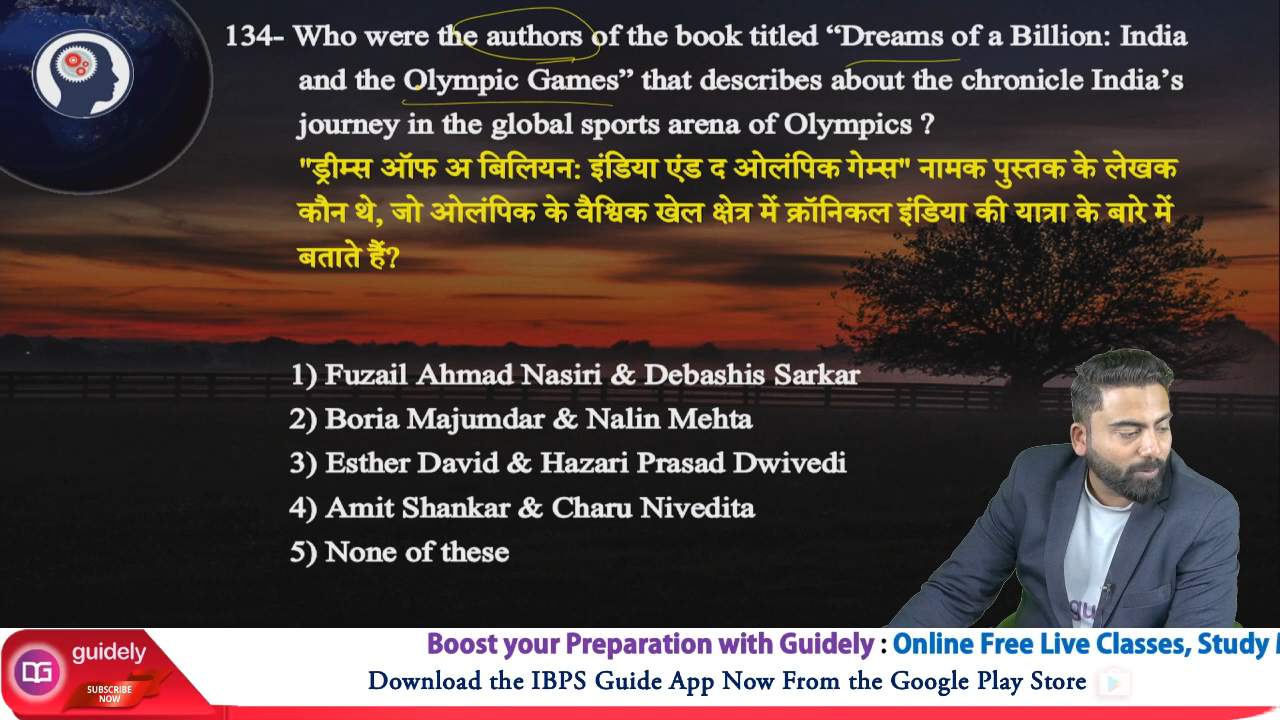 134- Who were the authors of the book titled “Dreams of a Billion: India
and the Olympic Games” that describes about the chronicle India’s
journey in the global sports arena of Olympics ?
"ड्रीम्स ऑफ अ बिलियन: इंडिया एंड द ओलंपिक गेम्स" नामक पुस्तक के लेखक
कौन थे, जो ओलंपिक के वैश्विक खेल क्षेत्र में क्रॉनिकल इंडिया की यात्रा के बारे में
बताते हैं?
1) Fuzail Ahmad Nasiri & Debashis Sarkar
2) Boria Majumdar & Nalin Mehta
3) Esther David & Hazari Prasad Dwivedi
4) Amit Shankar & Charu Nivedita
5) None of these
guidely
SUBSCRIBE
NOW
Boost your Preparation with Guidely : Online Free Live Classes, Study
Download the IBPS Guide App Now From the Google Play Store